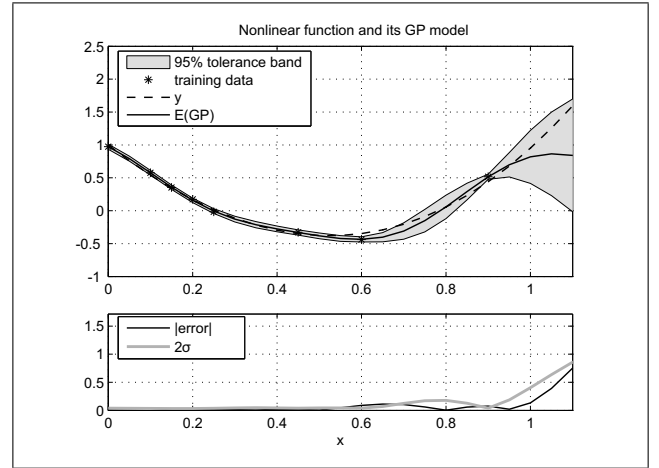 Nonlinear function and its GP model
2.5
2
1.5
1
0.5
0
-0.5
-1
95% tolerance band
training data
y
E(GP)
0 0.2 0.4 0.6 0.8 1
1.5
1
0.5
0
|error|
2σ
0 0.2 0.4 0.6 0.8 1
x